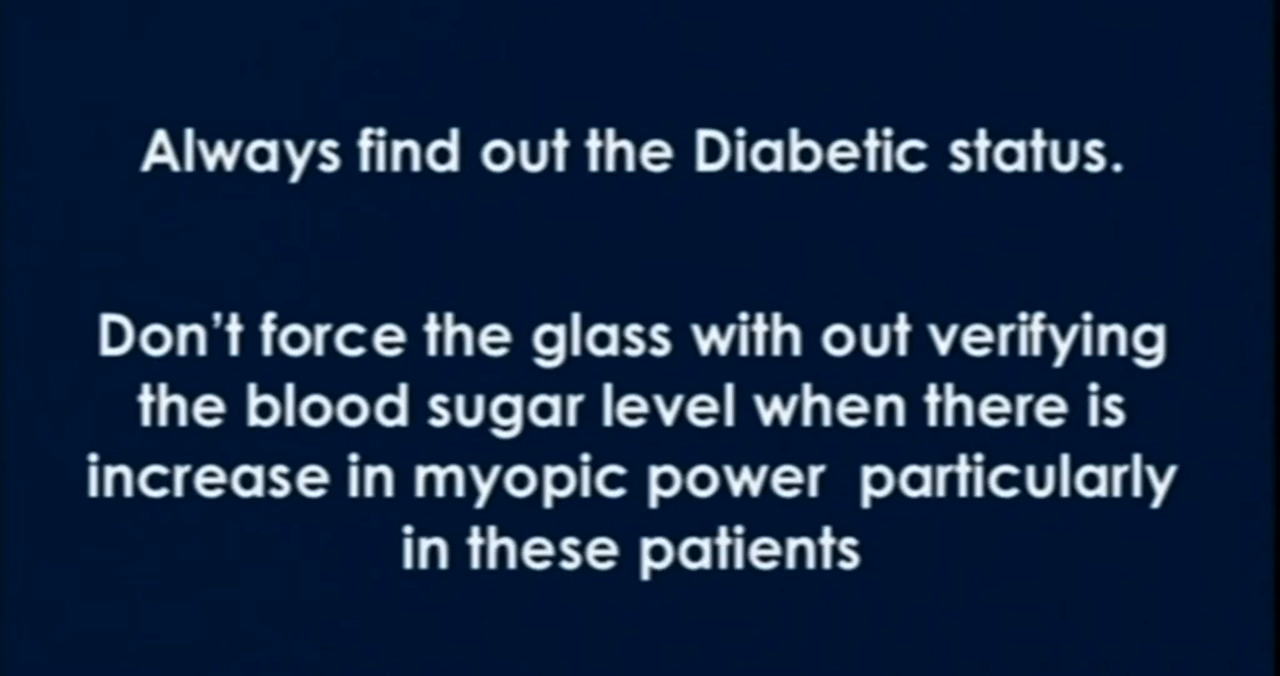 Always find out the Diabetic status.
Don't force the glass with out verifying
the blood sugar level when there is
increase in myopic power  particularly
in these patients